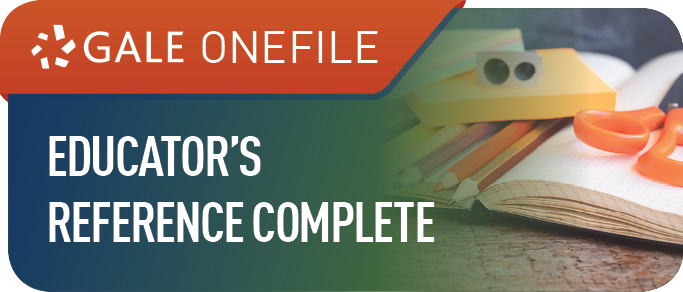 GALE ONEFILE
EDUCATOR'S
REFERENCE COMPLETE